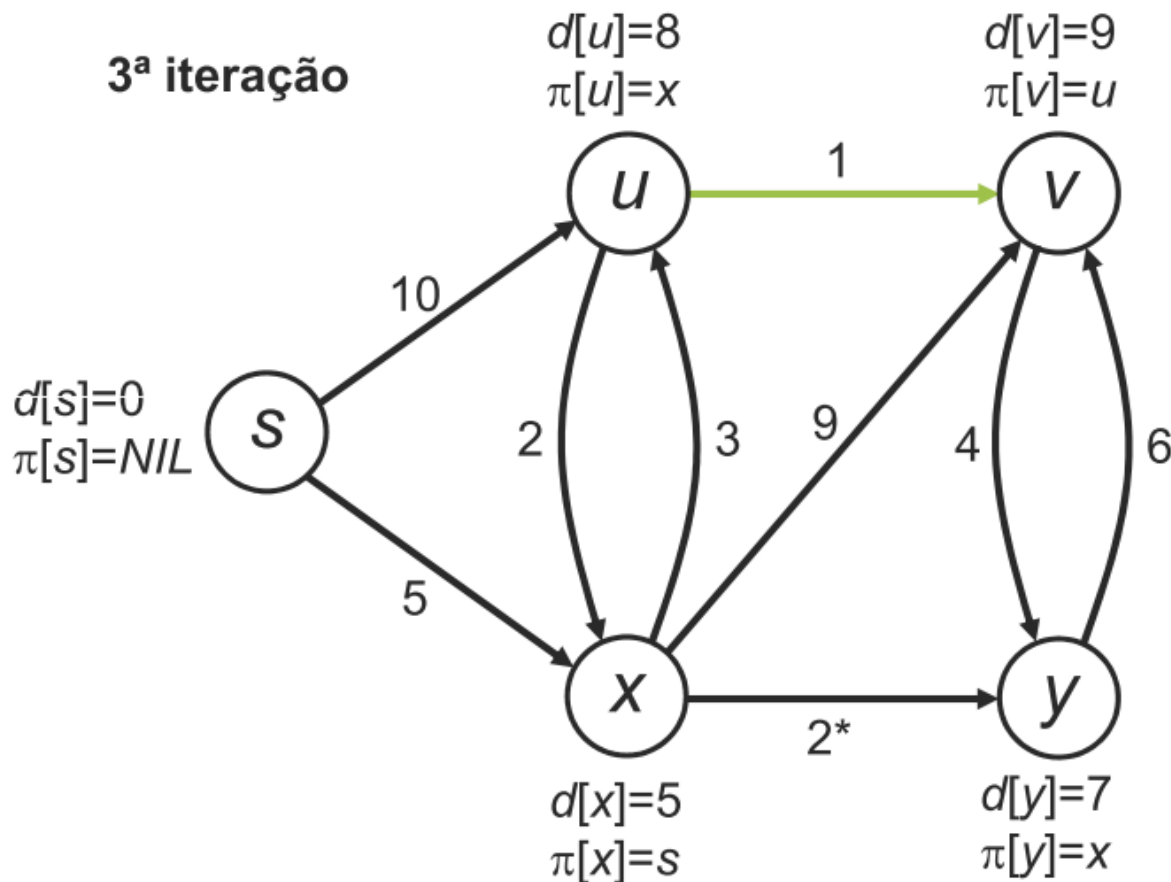 3ª iteração
d[u]=8
π[u]=x
d[v]=9
π[v]=u
u
1
v
10
d[s]=0
π[s]=NIL
s
2
3
9
4
6
5
x
2*
y
d[x]=5
π[x]=s
d[y]=7
π[y]=x